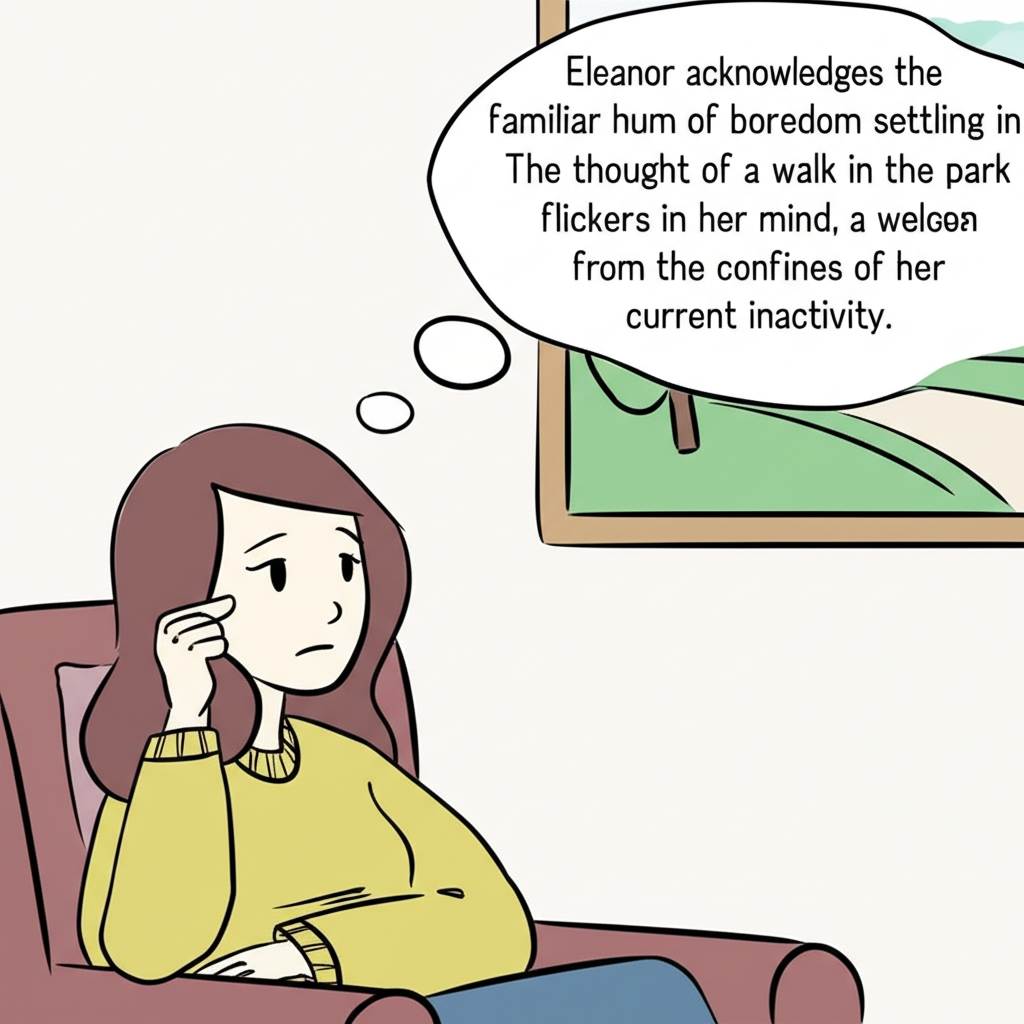 Eleanor acknowledges the
familiar hum of boredom settling in
The thought of a walk in the park
flickers in her mind, a
from the confines of her
current inactivity.